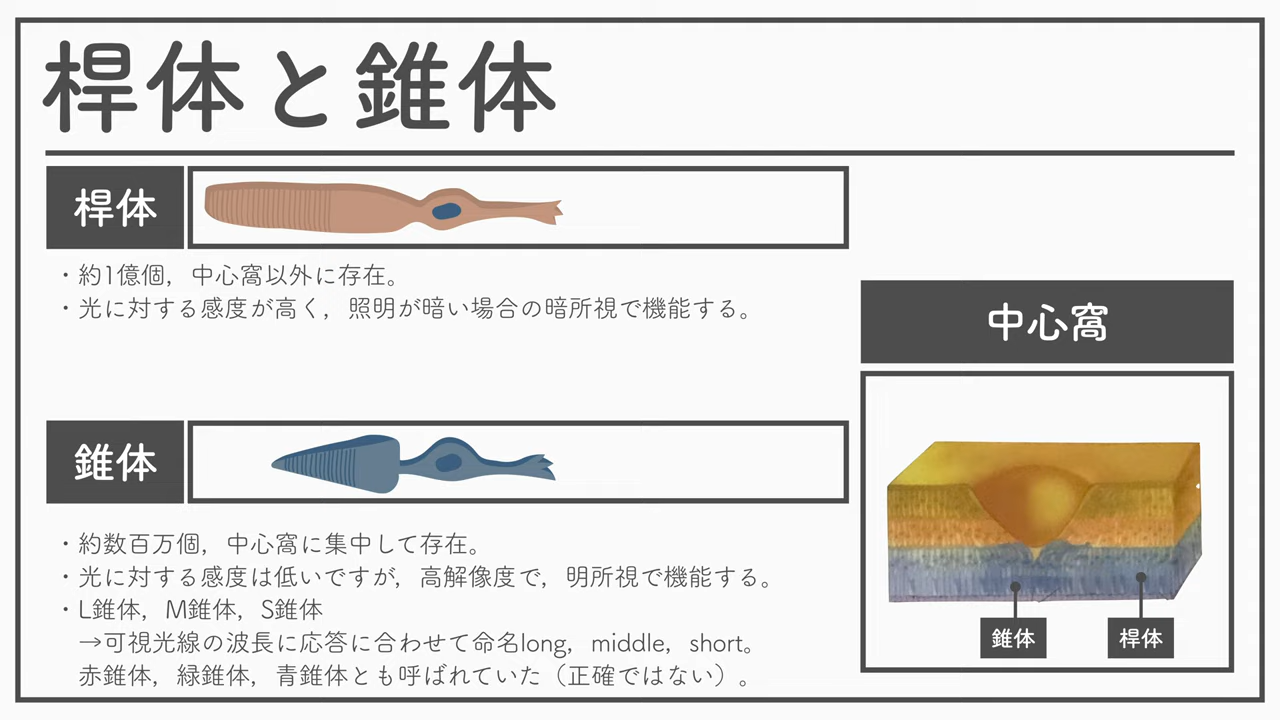 桿体と錐体
桿体
・約1億個，中心窩以外に存在。
・光に対する感度が高く，照明が暗い場合の暗所視で機能する。
錐体
・約数百万個，中心窩に集中して存在。
・光に対する感度は低いですが，高解像度で，明所視で機能する。
・L錐体，M錐体，S錐体
→可視光線の波長に応答に合わせて命名long，middle，short。
赤錐体，緑錐体，青錐体とも呼ばれていた（正確ではない）。
中心窩
錐体
桿体